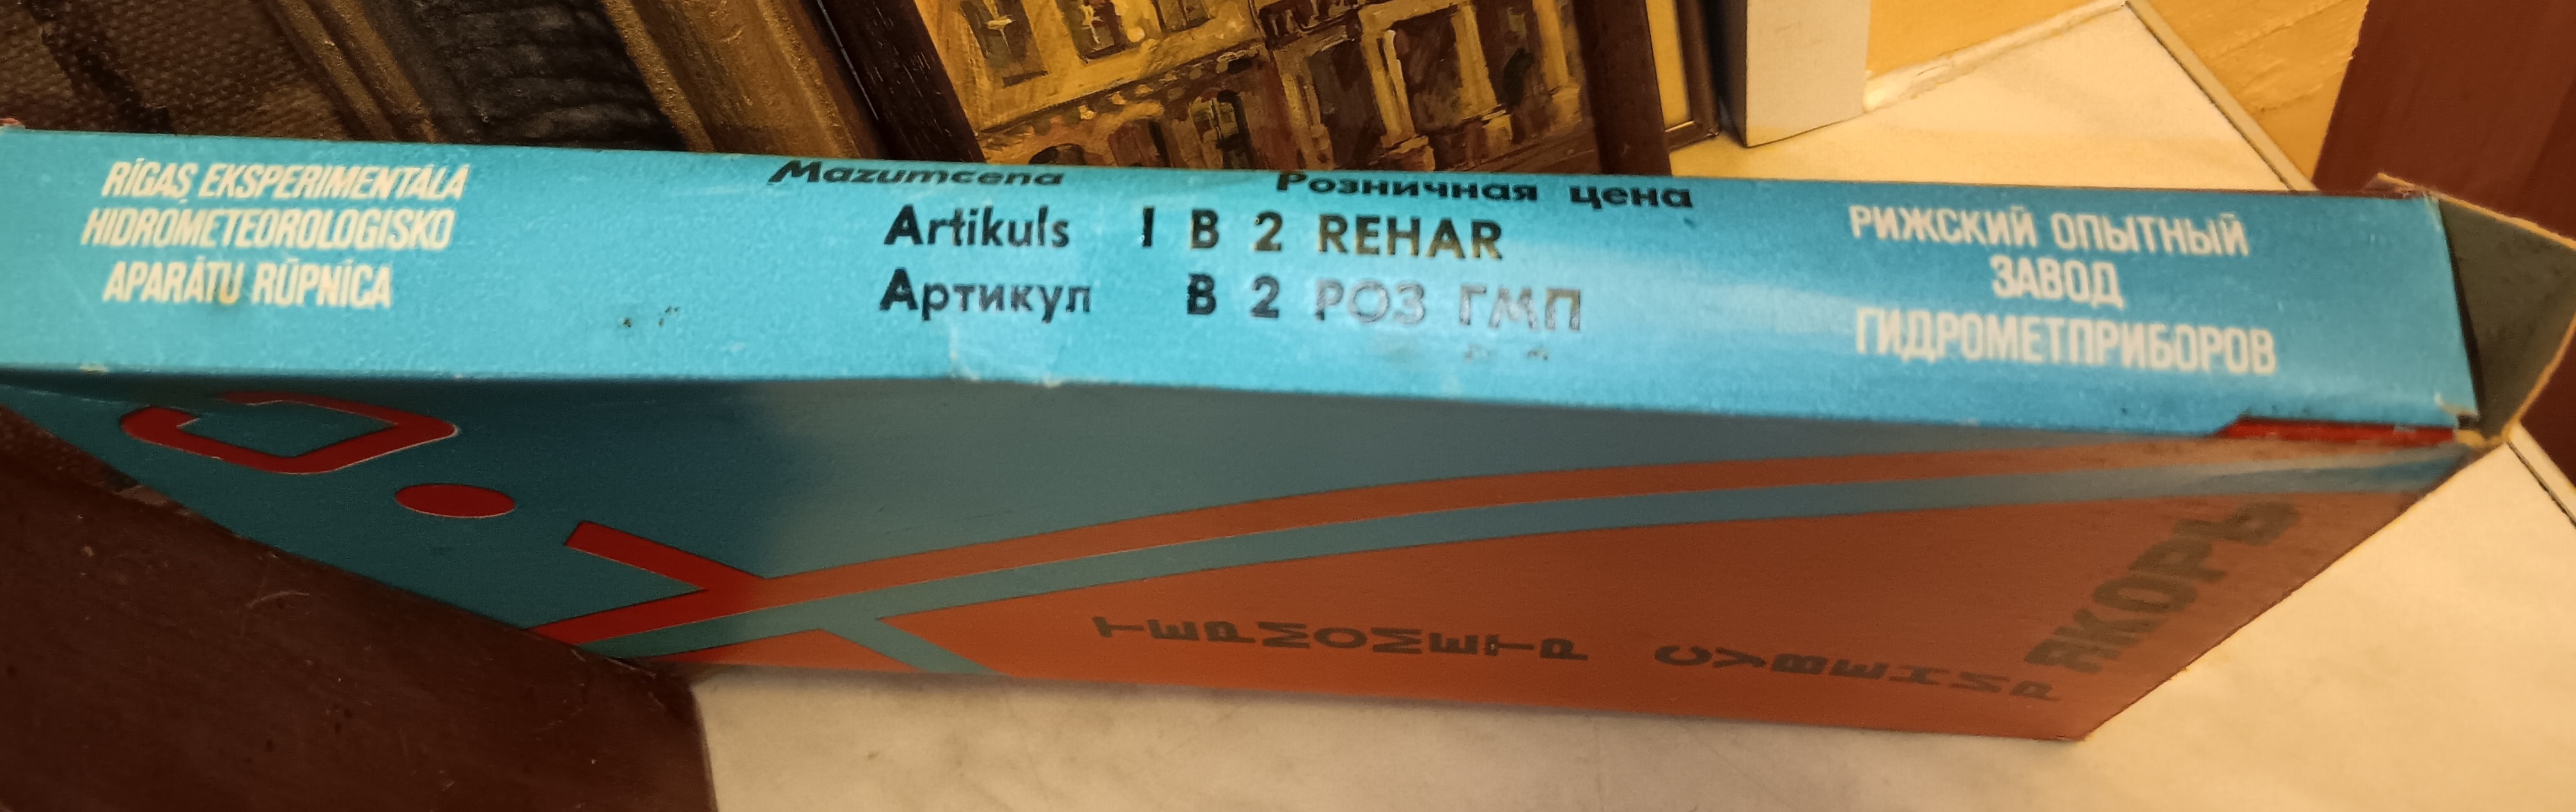 RĪGAS EKSPERIMENTĀLĀ
HIDROMETEOROLOĢISKO
APARĀTU RŪPNĪCA
Mazumcena Розничная цена
Artikuls I B 2 REHAR
Артикул В 2 РОЗ ГМП
РИЖСКИЙ ОПЫТНЫЙ
ЗАВОД
ГИДРОМЕТПРИБОРОВ
ТЕРМОМЕТР СУВЕНИР
ЯКОРЬ